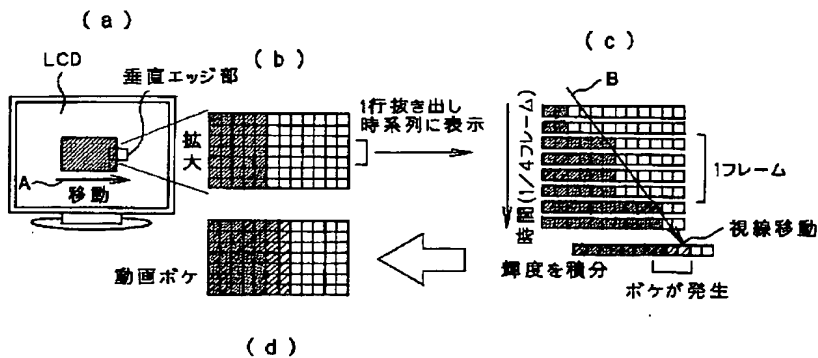 (a)
LCD
垂直エッジ部
A
移動
(b)
拡大
1行抜き出し
時系列に表示
(c)
B
時間(1/4フレーム)
1フレーム
視線移動
輝度を積分
ボケが発生
動画ボケ
(d)